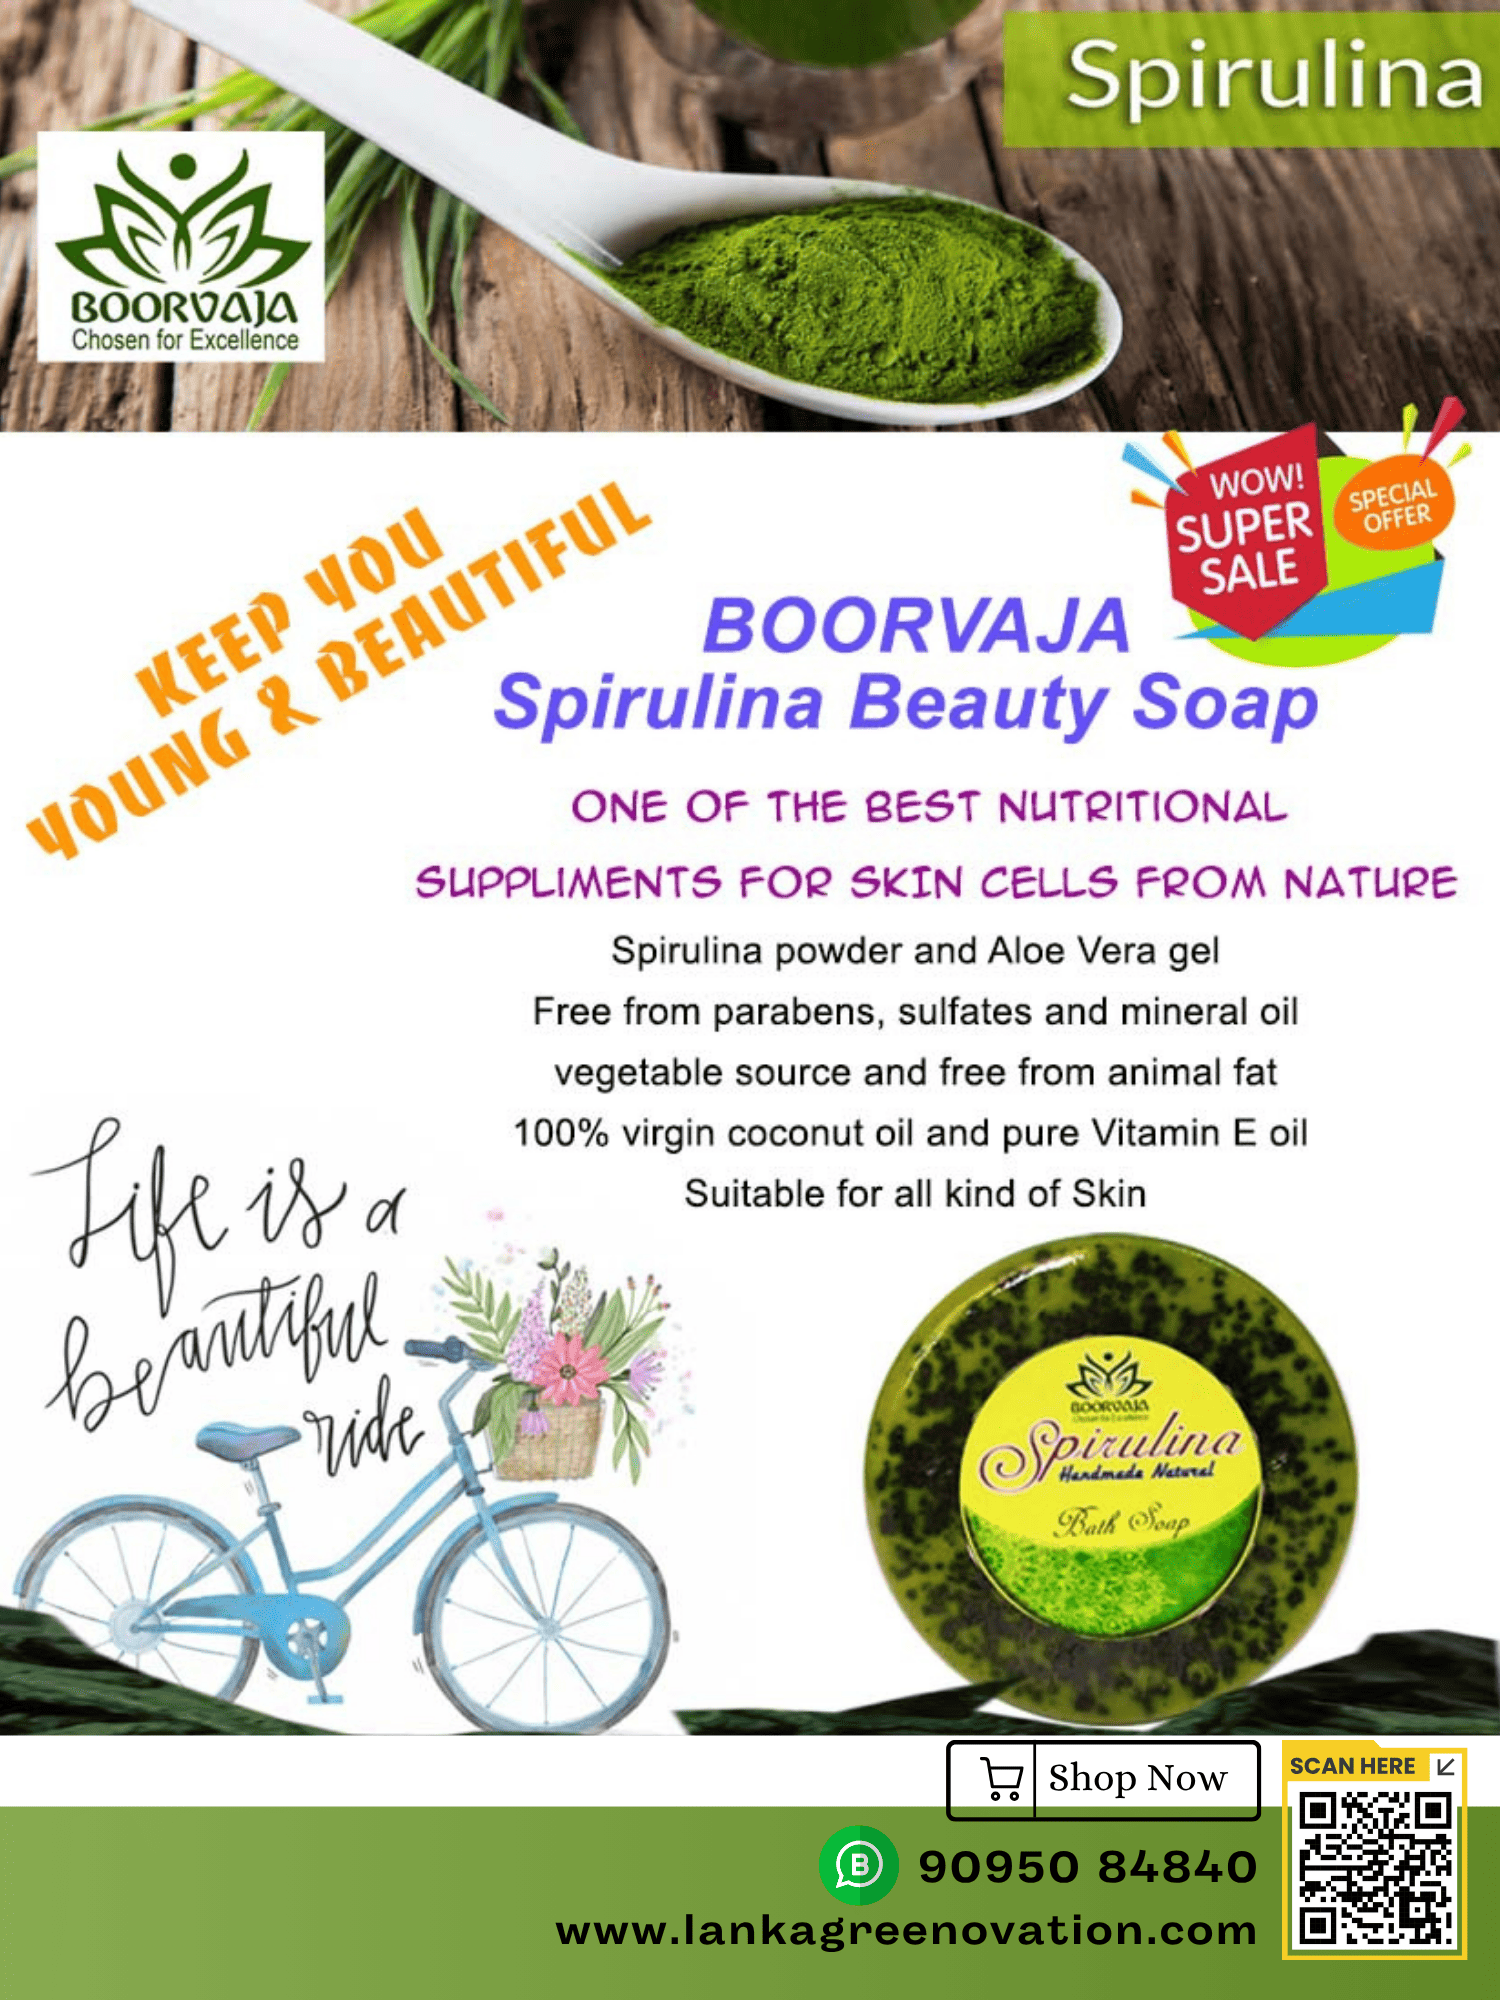 Spirulina
BOORVAJA
Chosen for Excellence
WOW!
SUPER
SALE
SPECIAL
OFFER
KEEP YOU
YOUNG & BEAUTIFUL
BOORVAJA
Spirulina Beauty Soap
ONE OF THE BEST NUTRITIONAL
SUPPLIMENTS FOR SKIN CELLS FROM NATURE
Spirulina powder and Aloe Vera gel
Free from parabens, sulfates and mineral oil
vegetable source and free from animal fat
100% virgin coconut oil and pure Vitamin E oil
Suitable for all kind of Skin
Life is a
beautiful
ride
BOORVAJA
Chosen for Excellence
Spirulina
Handmade Natural
Bath Soap
Shop Now
SCAN HERE
B
90950 84840
www.lankagreenovation.com